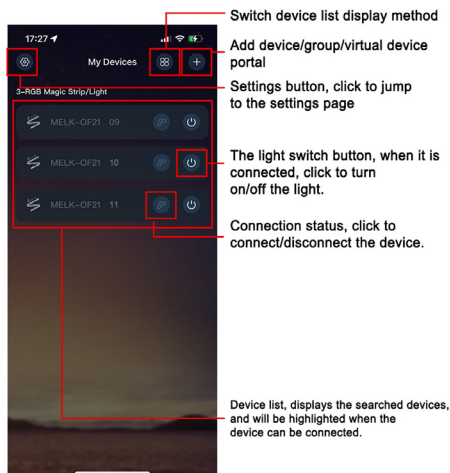 Switch device list display method
17:27
My Devices
Add device/group/virtual device
portal
Settings button, click to jump
to the settings page
3-RGB Magic Strip/Light
MELK-OF21 09
MELK-OF21 10
MELK-OF21 11
The light switch button, when it is
connected, click to turn
on/off the light.
Connection status, click to
connect/disconnect the device.
Device list, displays the searched devices,
and will be highlighted when the
device can be connected.